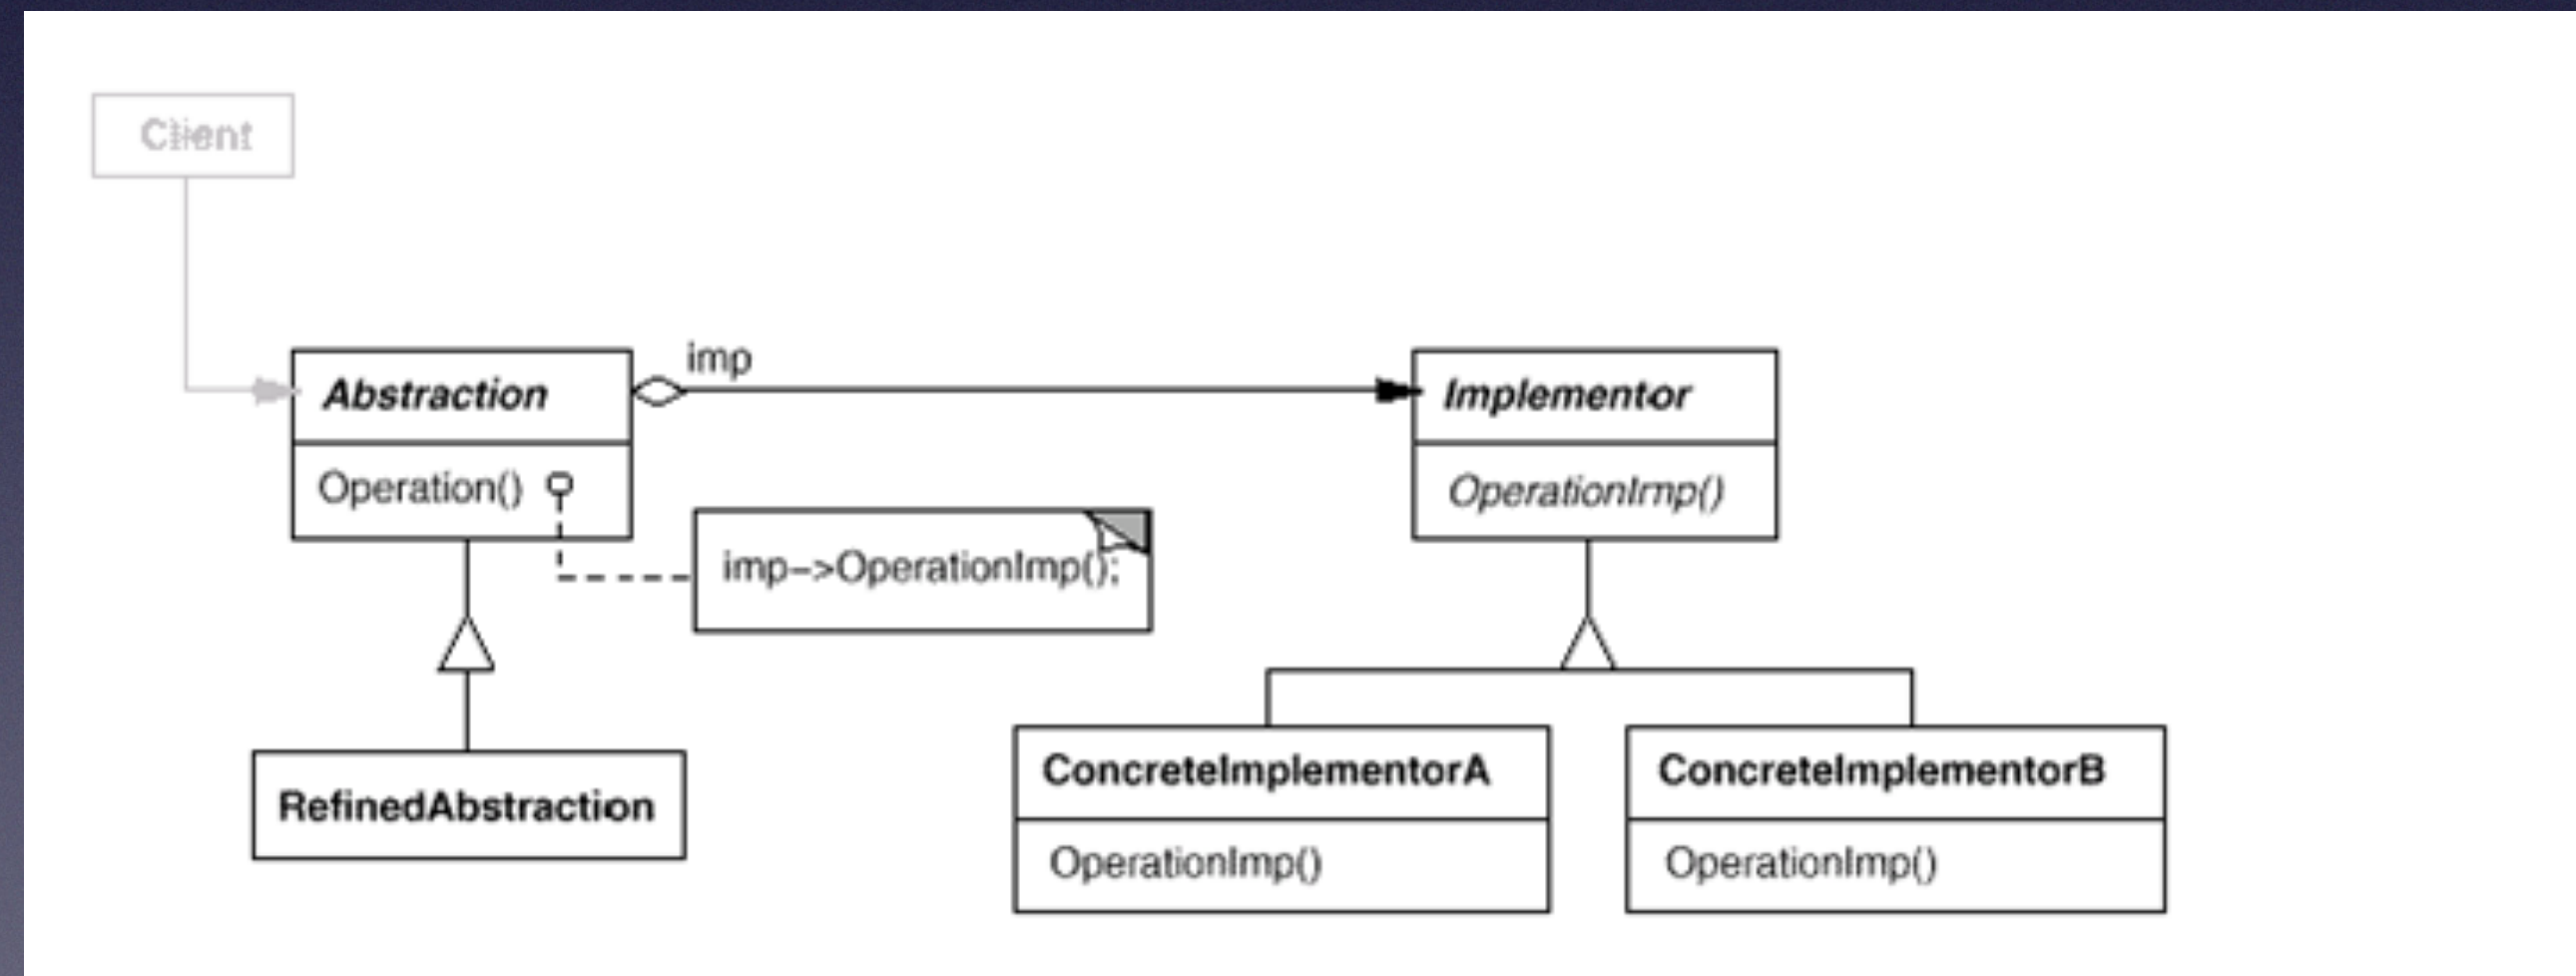 Client
imp
Abstraction
Implementor
Operation()
OperationImp()
imp->OperationImp();
RefinedAbstraction
ConcreteImplementorA
ConcreteImplementorB
OperationImp()
OperationImp()